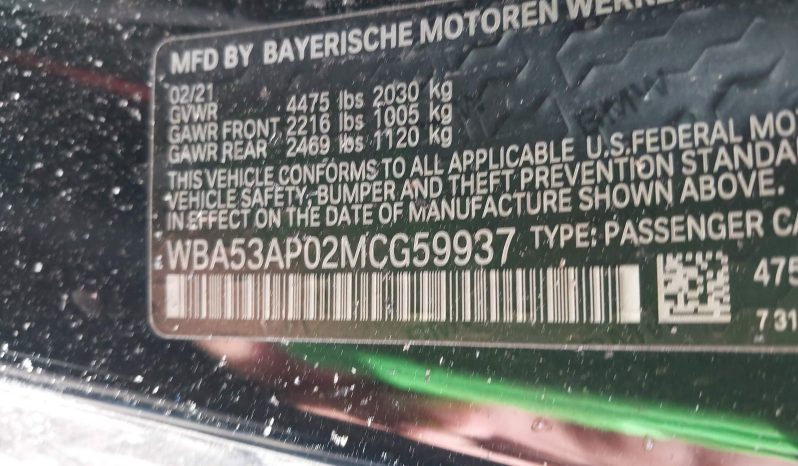 MFD BY BAYERISCHE MOTOREN
02/21
GVWR 4475 lbs 2030 kg
GAWR FRONT 2216 lbs 1005 kg
GAWR REAR 2469 lbs 1120 kg
THIS VEHICLE CONFORMS TO ALL APPLICABLE U.S.FEDERAL MO
VEHICLE SAFETY, BUMPER AND THEFT PREVENTION STANDA
IN EFFECT ON THE DATE OF MANUFACTURE SHOWN ABOVE.
WBA53AP02MCG59937 TYPE: PASSENGER CA
475
7 31
BMW